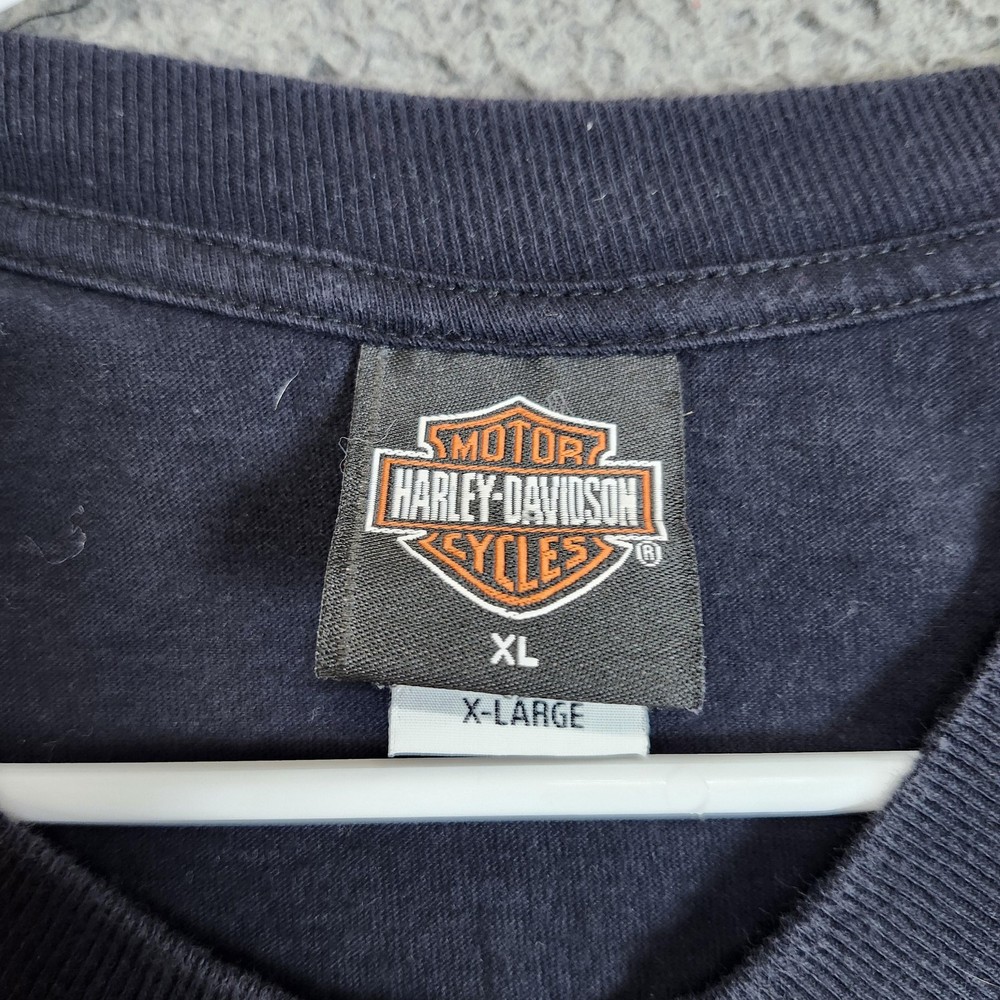 MOTOR
HARLEY-DAVIDSON
CYCLES
®
XL
X-LARGE